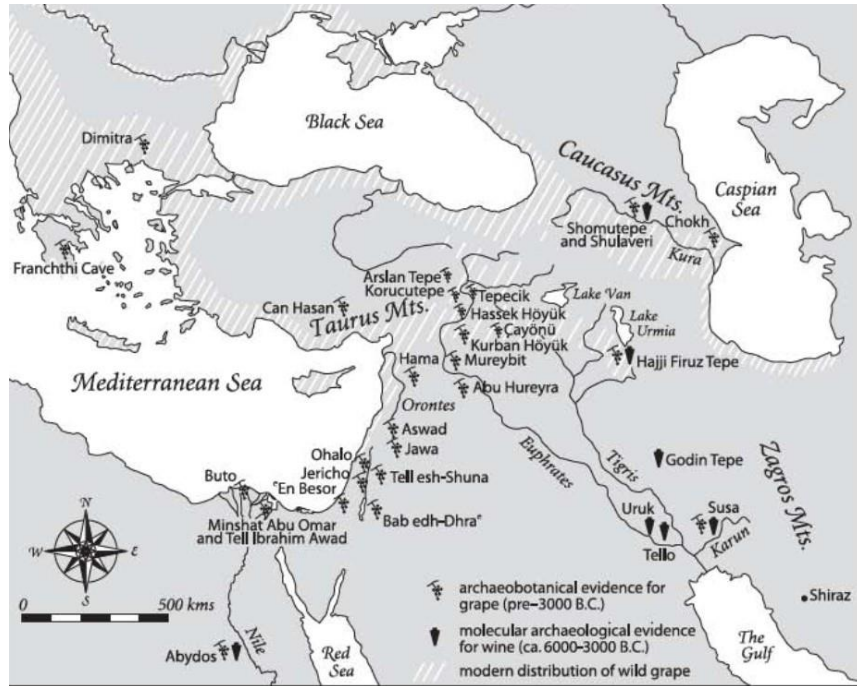 Black Sea
Dimitra
Caucasus Mts.
Caspian
Sea
Chokh
Shomutepe
and Shulaveri
Kura
Franchthi Cave
Arslan Tepe
Korucutepe
Tepecik
Lake Van
Can Hasan
Taurus Mts.
Hassek Höyük
Lake
Urmia
Çayönü
Kurban Höyük
Hama
Mureybit
Hajji Firuz Tepe
Mediterranean Sea
Abu Hureyra
Orontes
Aswad
Jawa
Euphrates
Tigris
Godin Tepe
Zagros Mts.
Ohalo
Jericho
Tell esh-Shuna
Buto
ʿEn Besor
Uruk
Susa
Bab edh-Dhraʿ
Minshat Abu Omar
and Tell Ibrahim Awad
Tello
Karun
N
W E
S
0 500 kms
archaeobotanical evidence for
grape (pre–3000 B.C.)
Shiraz
molecular archaeological evidence
for wine (ca. 6000–3000 B.C.)
Nile
Red
Sea
The
Gulf
Abydos
modern distribution of wild grape